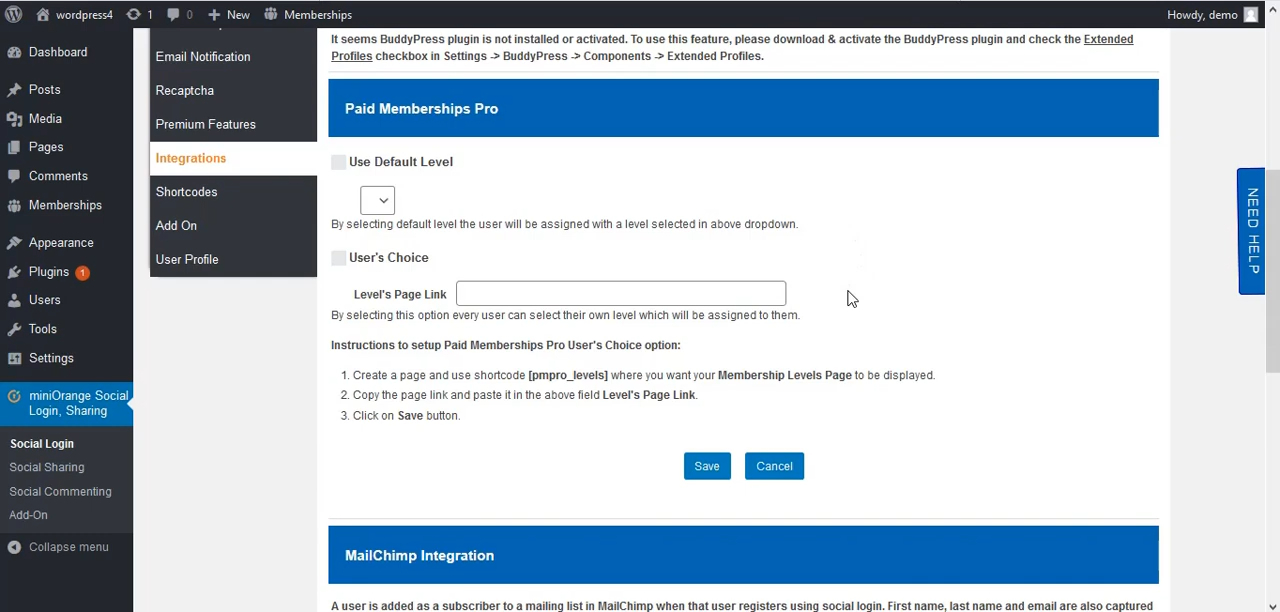 wordpress4
1
0
New
Memberships
Howdy, demo
Dashboard
Posts
Media
Pages
Comments
Memberships
Appearance
Plugins 1
Users
Tools
Settings
miniOrange Social
Login, Sharing
Social Login
Social Sharing
Social Commenting
Add-On
Collapse menu
Email Notification
Recaptcha
Premium Features
Integrations
Shortcodes
Add On
User Profile
It seems BuddyPress plugin is not installed or activated. To use this feature, please download & activate the BuddyPress plugin and check the Extended
Profiles checkbox in Settings -> BuddyPress -> Components -> Extended Profiles.
Paid Memberships Pro
Use Default Level
By selecting default level the user will be assigned with a level selected in above dropdown.
User's Choice
Level's Page Link
By selecting this option every user can select their own level which will be assigned to them.
Instructions to setup Paid Memberships Pro User's Choice option:
1. Create a page and use shortcode [pmpro_levels] where you want your Membership Levels Page to be displayed.
2. Copy the page link and paste it in the above field Level's Page Link.
3. Click on Save button.
Save
Cancel
MailChimp Integration
A user is added as a subscriber to a mailing list in MailChimp when that user registers using social login. First name, last name and email are also captured
NEED HELP